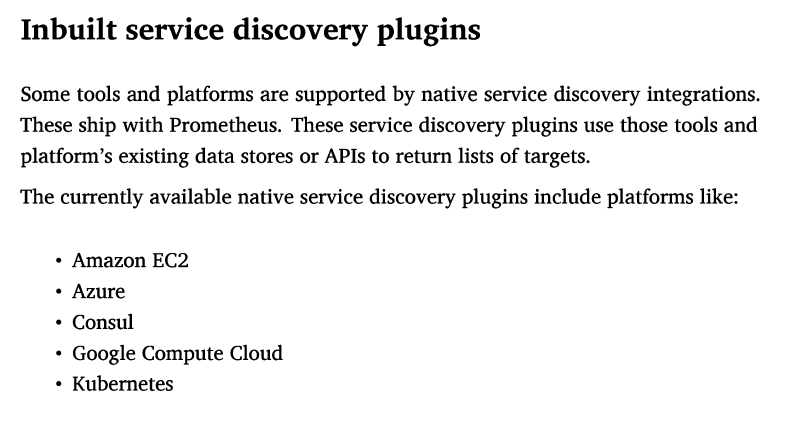 Inbuilt service discovery plugins
Some tools and platforms are supported by native service discovery integrations.
These ship with Prometheus. These service discovery plugins use those tools and
platform’s existing data stores or APIs to return lists of targets.
The currently available native service discovery plugins include platforms like:
• Amazon EC2
• Azure
• Consul
• Google Compute Cloud
• Kubernetes